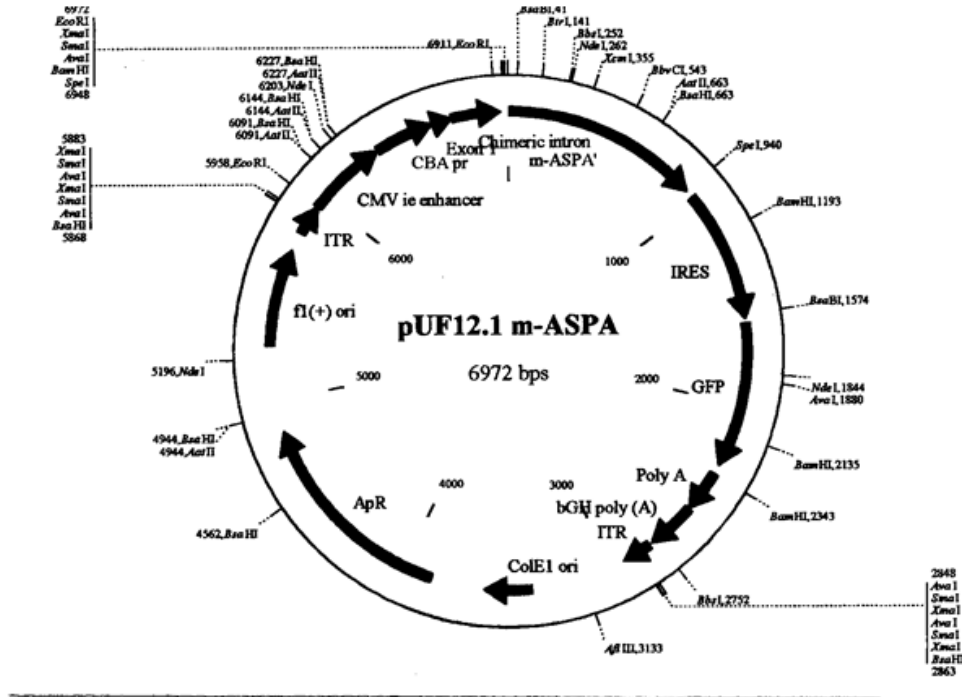 6972
EcoRI
XmaI
SmaI
AvaI
BamHI
SpeI
6948
6911,EcoRI
6227,BsaHI
6227,AatII
6203,NdeI
6144,BsaHI
6144,AatII
6091,BsaHI
6091,AatII
5883
XmaI
SmaI
AvaI
XmaI
SmaI
AvaI
BsaHI
5868
5958,EcoRI
5196,NdeI
4944,BsaHI
4944,AatII
4562,BsaHI
BsaBI,41
BtrI,141
BbsI,252
NdeI,262
XcmI,355
BbvCI,543
AatII,663
BsaHI,663
SpeI,940
BamHI,1193
BsaBI,1574
NdeI,1844
AvaI,1880
BamHI,2135
BamHI,2343
BbsI,2752
2848
AvaI
SmaI
XmaI
AvaI
SmaI
XmaI
BsaHI
2863
AflIII,3133
Chimeric intron
Exon 1
m-ASPA'
CBA pr
CMV ie enhancer
ITR
f1(+) ori
IRES
GFP
Poly A
bGH poly (A)
ITR
ColE1 ori
ApR
1000
2000
3000
4000
5000
6000
pUF12.1 m-ASPA
6972 bps